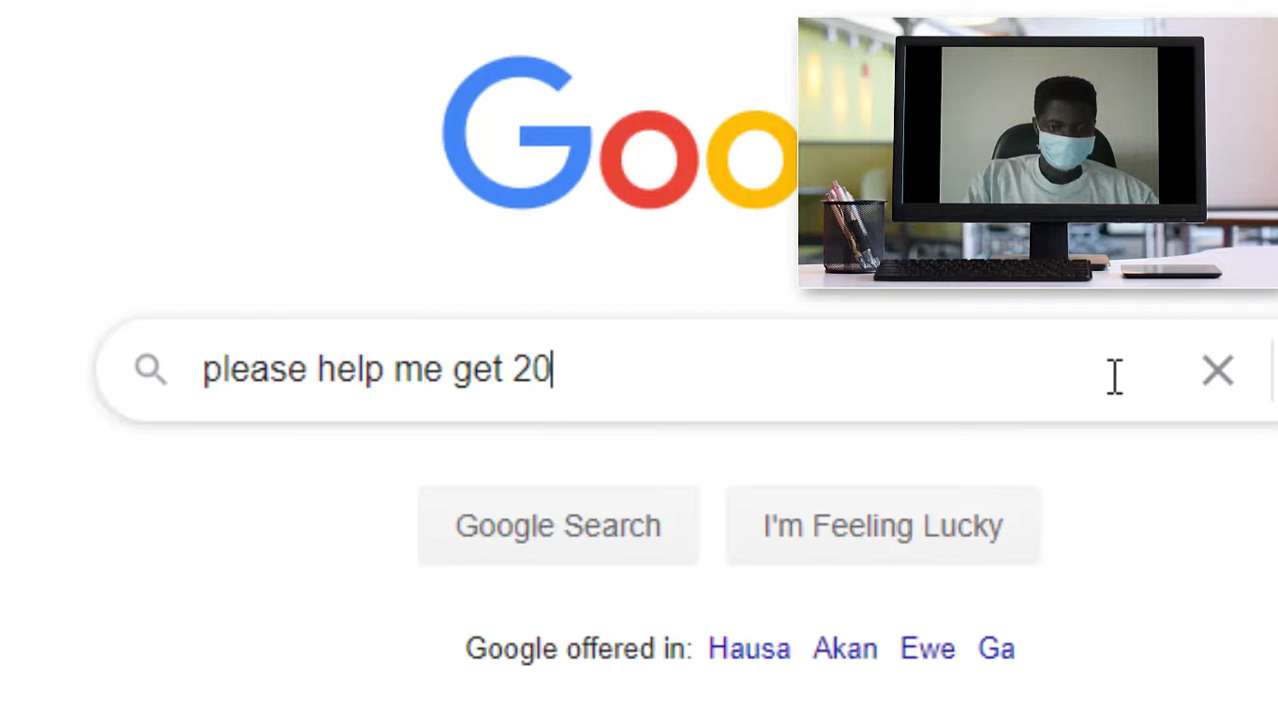 Goo
please help me get 20
Google Search
I'm Feeling Lucky
Google offered in: Hausa Akan Ewe Ga